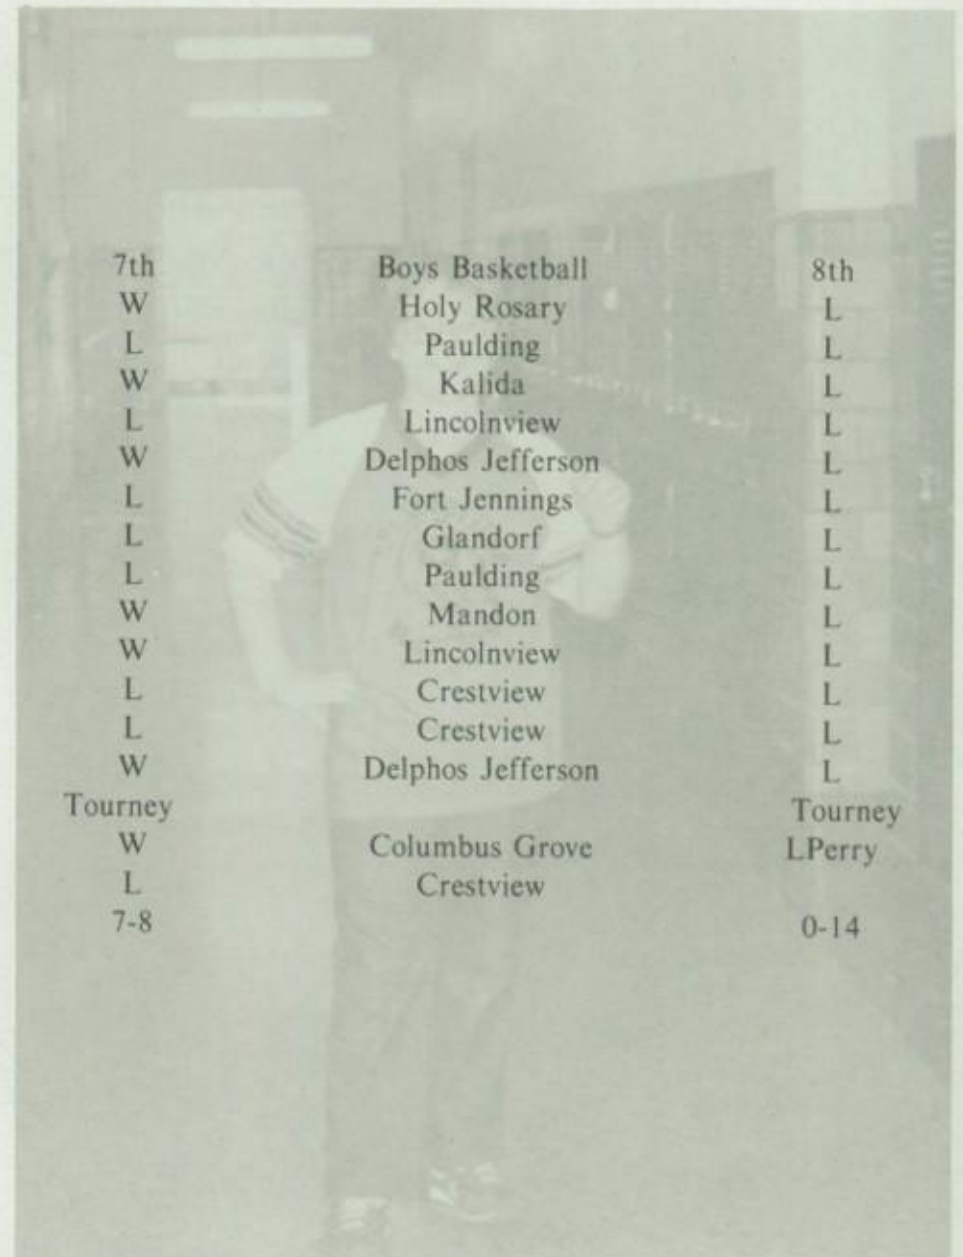 7th Boys Basketball 8th
W Holy Rosary L
L Paulding L
W Kalida L
L Lincolnview L
W Delphos Jefferson L
L Fort Jennings L
L Glandorf L
L Paulding L
W Mandon L
W Lincolnview L
L Crestview L
L Crestview L
W Delphos Jefferson L
Tourney Tourney
W Columbus Grove LPerry
L Crestview
7-8 0-14